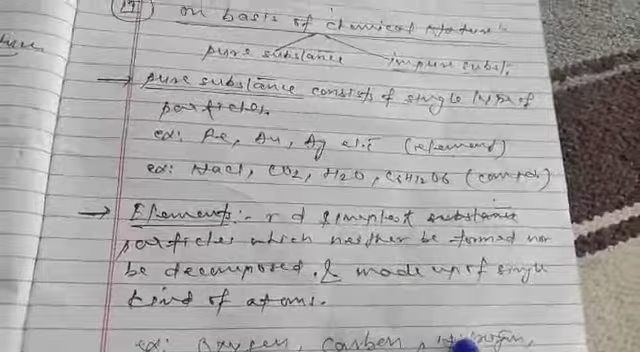 on basis of chemical Nature:
pure substance impure subst.
→ pure substance consists of single type of
particles.
ex: Fe, Au, Ag etc (element)
ex: NaCl, CO2, H2O, C6H12O6 (comps)
→ Elements:- r d simplest substance
particles which neither be formed nor
be decomposed. & made up of single
kind of atoms.
ex: Oxygen, Carbon,